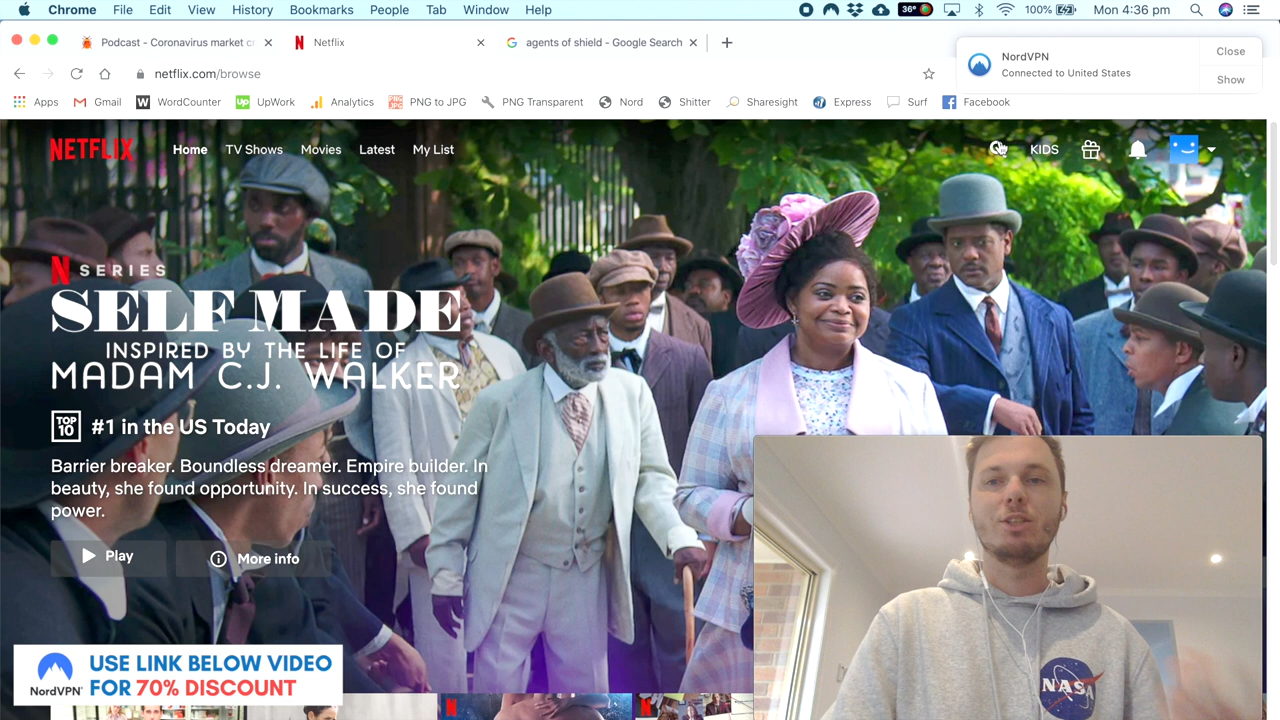 Chrome File Edit View History Bookmarks People Tab Window Help
36° 100% Mon 4:36 pm
Podcast - Coronavirus market cr
Netflix
agents of shield - Google Search
netflix.com/browse
NordVPN
Connected to United States
Close
Show
Apps Gmail W WordCounter Up UpWork Analytics PNG to JPG PNG Transparent Nord Shitter Sharesight Express Surf Facebook
NETFLIX Home TV Shows Movies Latest My List KIDS
N SERIES
SELF MADE
INSPIRED BY THE LIFE OF
MADAM C.J. WALKER
TOP 10 #1 in the US Today
Barrier breaker. Boundless dreamer. Empire builder. In
beauty, she found opportunity. In success, she found
power.
Play More info
NordVPN
USE LINK BELOW VIDEO
FOR 70% DISCOUNT
NASA